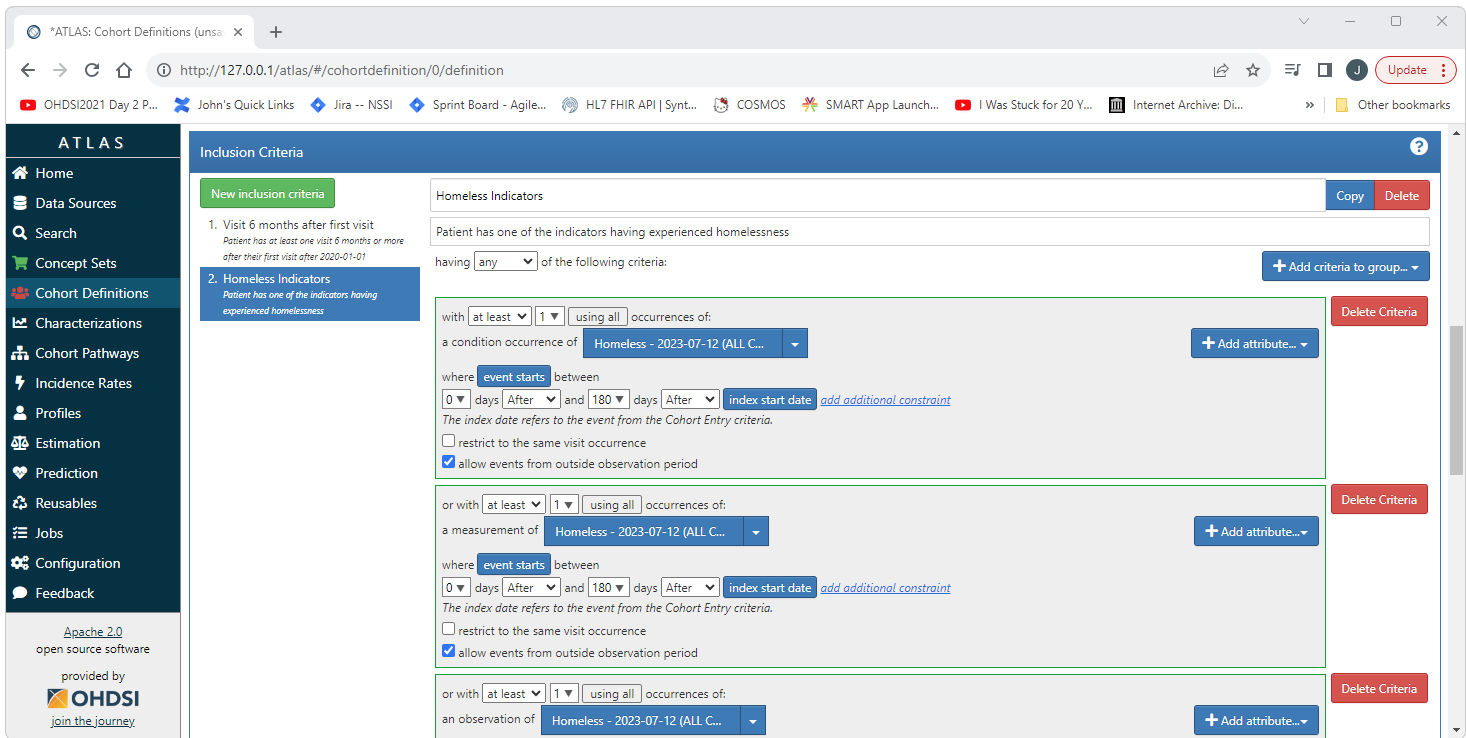 *ATLAS: Cohort Definitions (unsa
http://127.0.0.1/atlas/#/cohortdefinition/0/definition
J
Update
OHDSI2021 Day 2 P...
John's Quick Links
Jira -- NSSI
Sprint Board - Agile...
HL7 FHIR API | Synt...
COSMOS
SMART App Launch...
I Was Stuck for 20 Y...
Internet Archive: Di...
»
Other bookmarks
ATLAS
Home
Data Sources
Search
Concept Sets
Cohort Definitions
Characterizations
Cohort Pathways
Incidence Rates
Profiles
Estimation
Prediction
Reusables
Jobs
Configuration
Feedback
Apache 2.0
open source software
provided by
OHDSI
join the journey
Inclusion Criteria
?
New inclusion criteria
1. Visit 6 months after first visit
Patient has at least one visit 6 months or more
after their first visit after 2020-01-01
2. Homeless Indicators
Patient has one of the indicators having
experienced homelessness
Homeless Indicators
Copy
Delete
Patient has one of the indicators having experienced homelessness
having any of the following criteria:
Add criteria to group...
with at least 1 using all occurrences of:
Delete Criteria
a condition occurrence of Homeless - 2023-07-12 (ALL C...
Add attribute...
where event starts between
0 days After and 180 days After index start date add additional constraint
The index date refers to the event from the Cohort Entry criteria.
restrict to the same visit occurrence
allow events from outside observation period
or with at least 1 using all occurrences of:
Delete Criteria
a measurement of Homeless - 2023-07-12 (ALL C...
Add attribute...
where event starts between
0 days After and 180 days After index start date add additional constraint
The index date refers to the event from the Cohort Entry criteria.
restrict to the same visit occurrence
allow events from outside observation period
or with at least 1 using all occurrences of:
Delete Criteria
an observation of Homeless - 2023-07-12 (ALL C...
Add attribute...